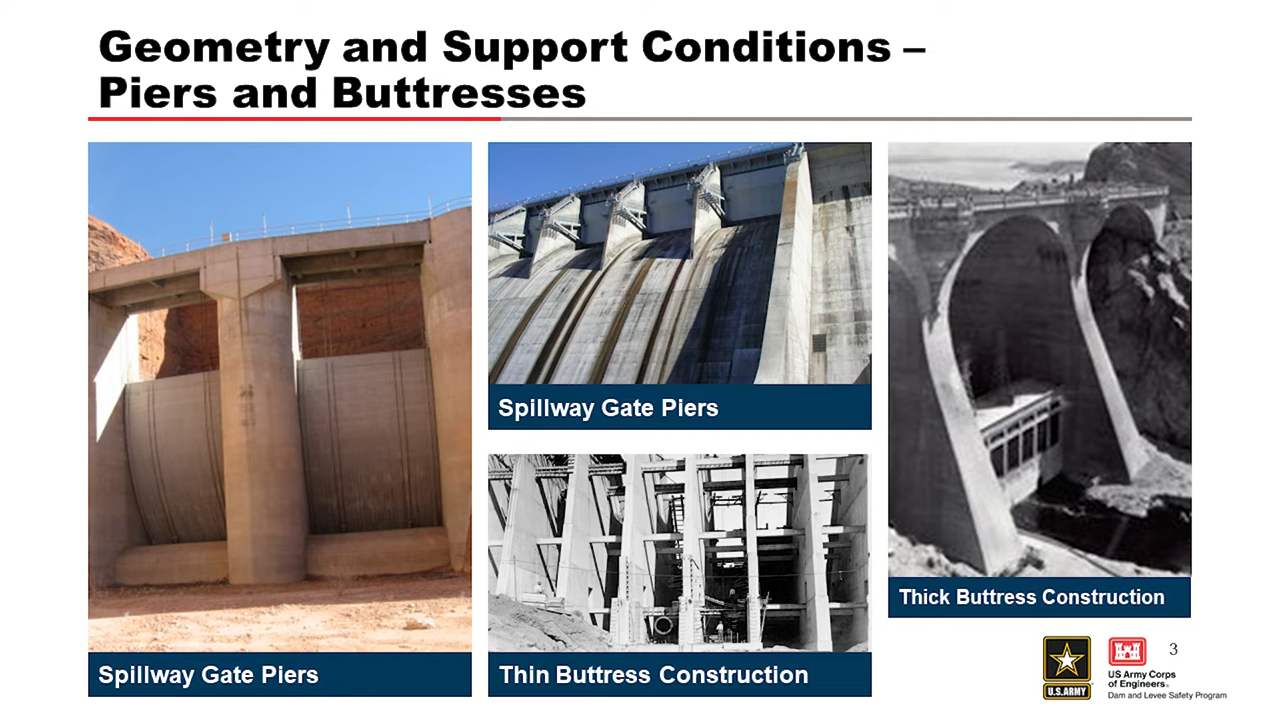 Geometry and Support Conditions –
Piers and Buttresses
Spillway Gate Piers
Spillway Gate Piers
Thin Buttress Construction
Thick Buttress Construction
U.S.ARMY
US Army Corps
of Engineers®
Dam and Levee Safety Program
3